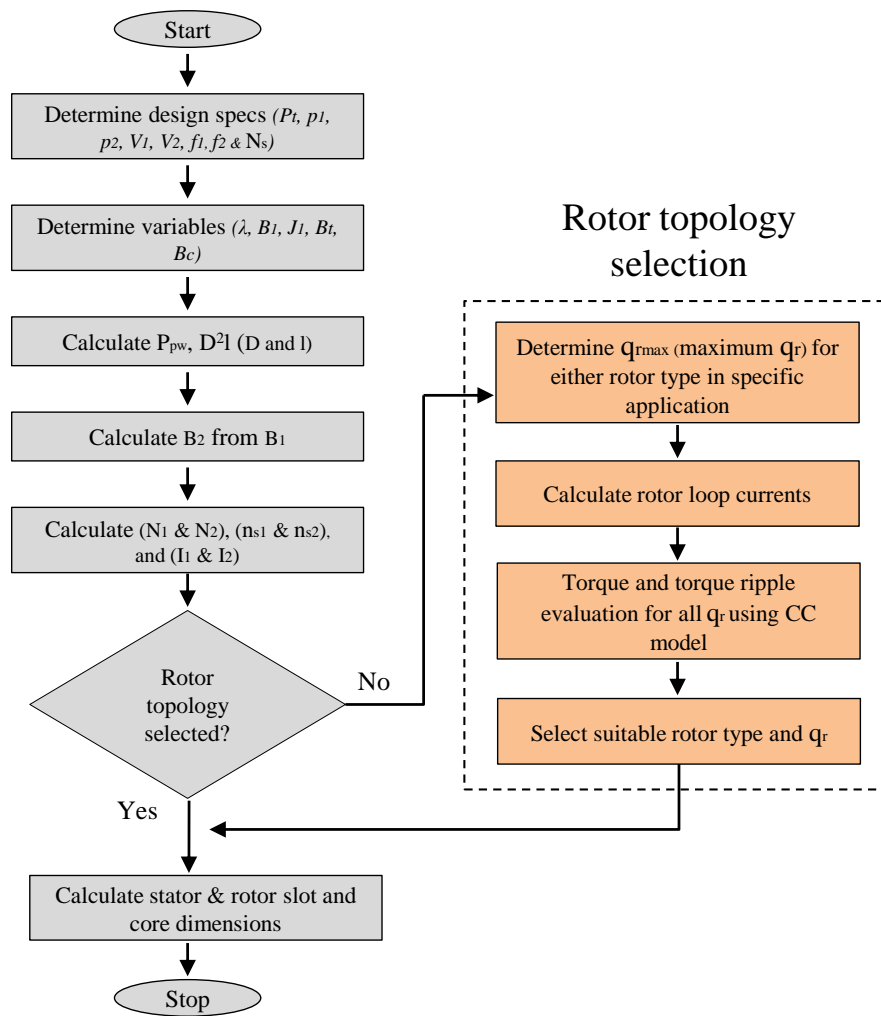 Start
Determine design specs (Pt, p1,
p2, V1, V2, f1, f2 & Ns)
Determine variables (λ, B1, J1, Bt,
Bc)
Calculate Ppw, D²l (D and l)
Calculate B2 from B1
Calculate (N1 & N2), (ns1 & ns2),
and (I1 & I2)
Rotor
topology
selected?
No
Yes
Calculate stator & rotor slot and
core dimensions
Stop
Rotor topology
selection
Determine qrmax (maximum qr) for
either rotor type in specific
application
Calculate rotor loop currents
Torque and torque ripple
evaluation for all qr using CC
model
Select suitable rotor type and qr